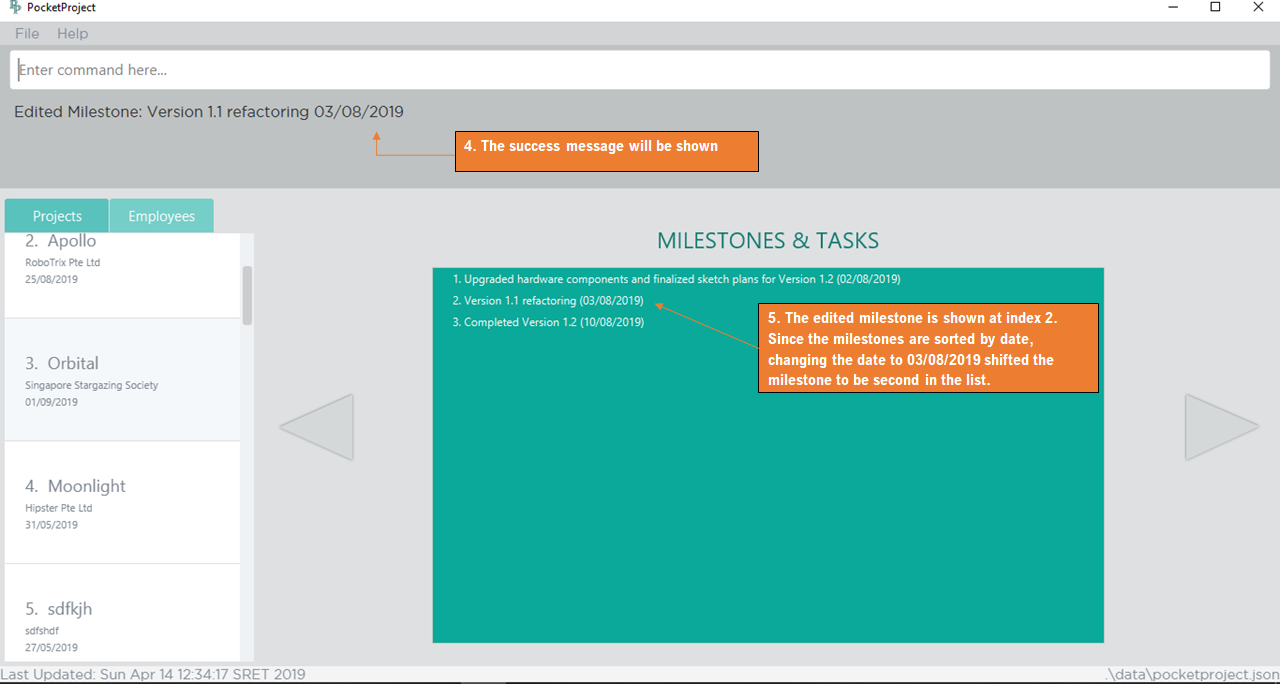 PocketProject
File Help
Enter command here...
Edited Milestone: Version 1.1 refactoring 03/08/2019
4. The success message will be shown
Projects Employees
2. Apollo
RoboTrix Pte Ltd
25/08/2019
3. Orbital
Singapore Stargazing Society
01/09/2019
4. Moonlight
Hipster Pte Ltd
31/05/2019
5. sdfkjh
sdfshdf
27/05/2019
MILESTONES & TASKS
1. Upgraded hardware components and finalized sketch plans for Version 1.2 (02/08/2019)
2. Version 1.1 refactoring (03/08/2019)
3. Completed Version 1.2 (10/08/2019)
5. The edited milestone is shown at index 2.
Since the milestones are sorted by date,
changing the date to 03/08/2019 shifted the
milestone to be second in the list.
Last Updated: Sun Apr 14 12:34:17 SRET 2019
.\data\pocketproject.json